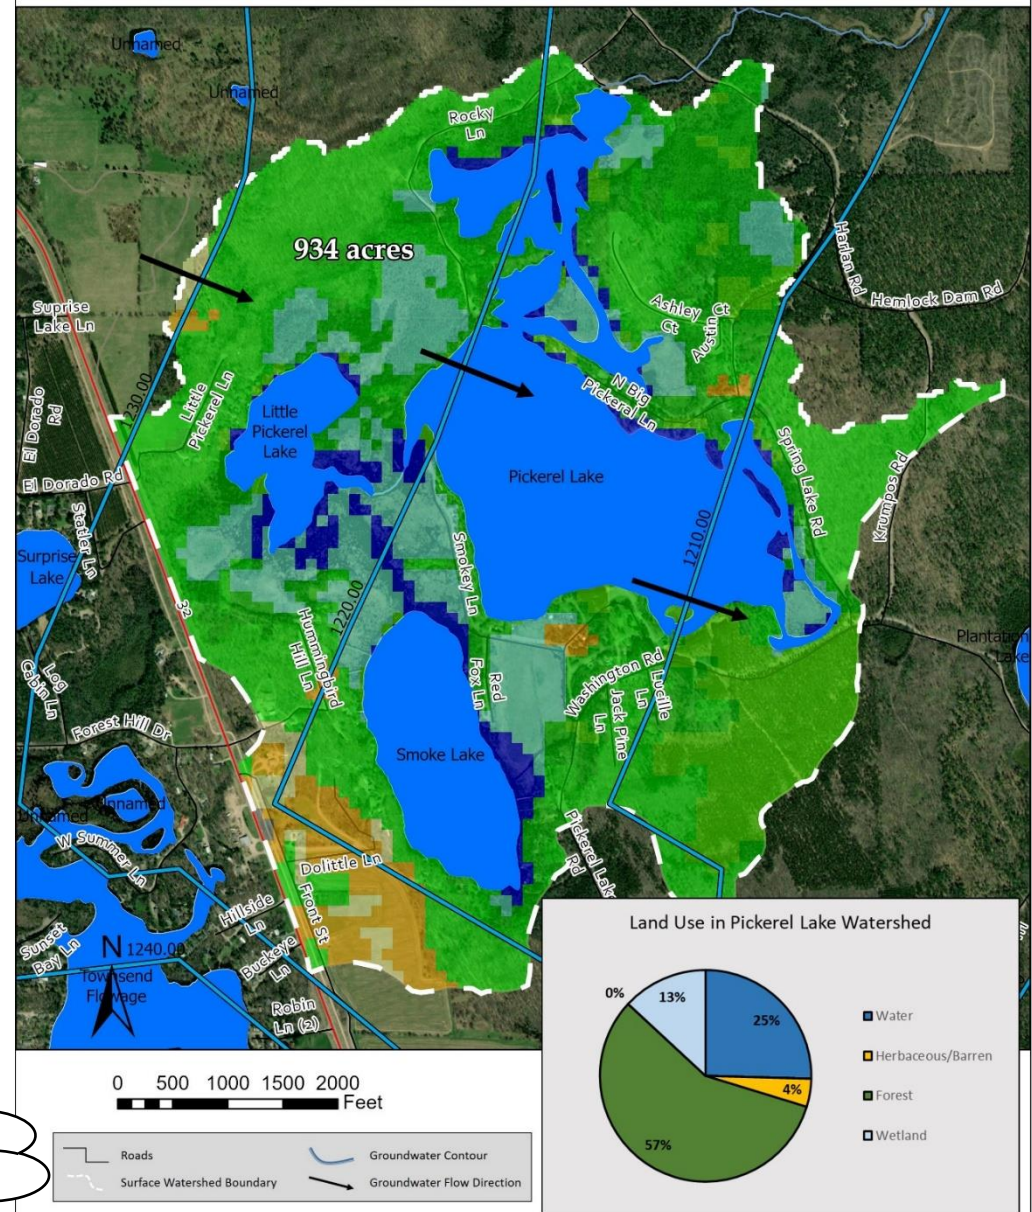 Unnamed
Unnamed
Rocky
Ln
934 acres
Harlan Rd
Hemlock Dam Rd
Suprise
Lake Ln
Ashley
Ct
Austin Ct
El Dorado
Rd
1230.00
Little
Pickerel Ln
Little
Pickerel
Lake
N Big
Pickeral Ln
Pickerel Lake
Spring Lake Rd
Krumpos Rd
El Dorado Rd
Statler Ln
1210.00
Surprise
Lake
Smokey Ln
32
1220.00
Hummingbird
Hill Ln
Plantation
Lake
Log
Cabin Ln
Red
Fox Ln
Washington Rd
Lucille
Ln
Jack Pine
Ln
Forest Hill Dr
Smoke Lake
Unnamed
Unnamed
W Summer Ln
Dolittle Ln
Pickerel Lake
Rd
Front St
Hillside
Ln
Sunset
Bay Ln
N
1240.00
Buckeye
Ln
Townsend
Flowage
Robin
Ln (2)
Land Use in Pickerel Lake Watershed
0%
13%
25%
4%
57%
Water
Herbaceous/Barren
Forest
Wetland
0 500 1000 1500 2000
Feet
Roads
Groundwater Contour
Surface Watershed Boundary
Groundwater Flow Direction